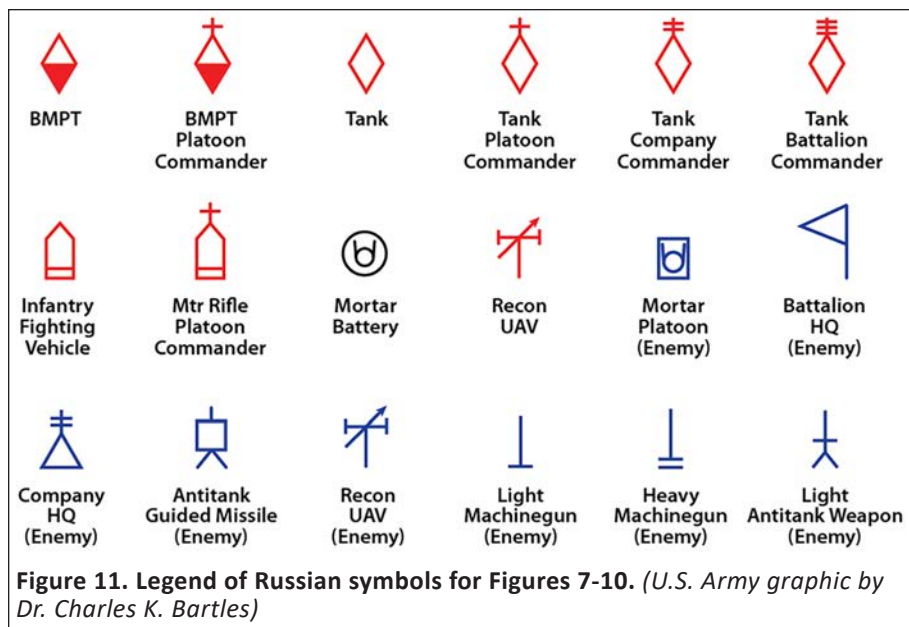 BMPT
BMPT
Platoon
Commander
Tank
Tank
Platoon
Commander
Tank
Company
Commander
Tank
Battalion
Commander
Infantry
Fighting
Vehicle
Mtr Rifle
Platoon
Commander
Mortar
Battery
Recon
UAV
Mortar
Platoon
(Enemy)
Battalion
HQ
(Enemy)
Company
HQ
(Enemy)
Antitank
Guided Missile
(Enemy)
Recon
UAV
(Enemy)
Light
Machinegun
(Enemy)
Heavy
Machinegun
(Enemy)
Light
Antitank Weapon
(Enemy)
Figure 11. Legend of Russian symbols for Figures 7-10. (U.S. Army graphic by
Dr. Charles K. Bartles)